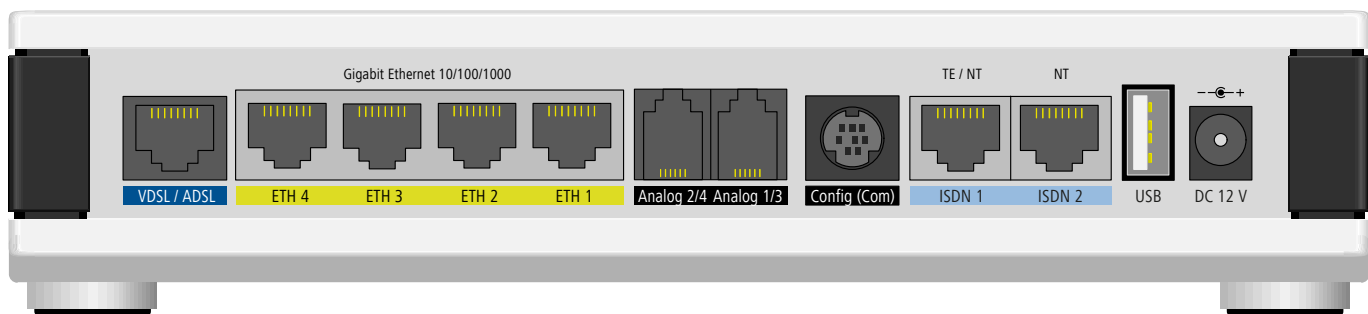 Gigabit Ethernet 10/100/1000
TE / NT
NT
- +
VDSL / ADSL
ETH 4
ETH 3
ETH 2
ETH 1
Analog 2/4
Analog 1/3
Config (Com)
ISDN 1
ISDN 2
USB
DC 12 V